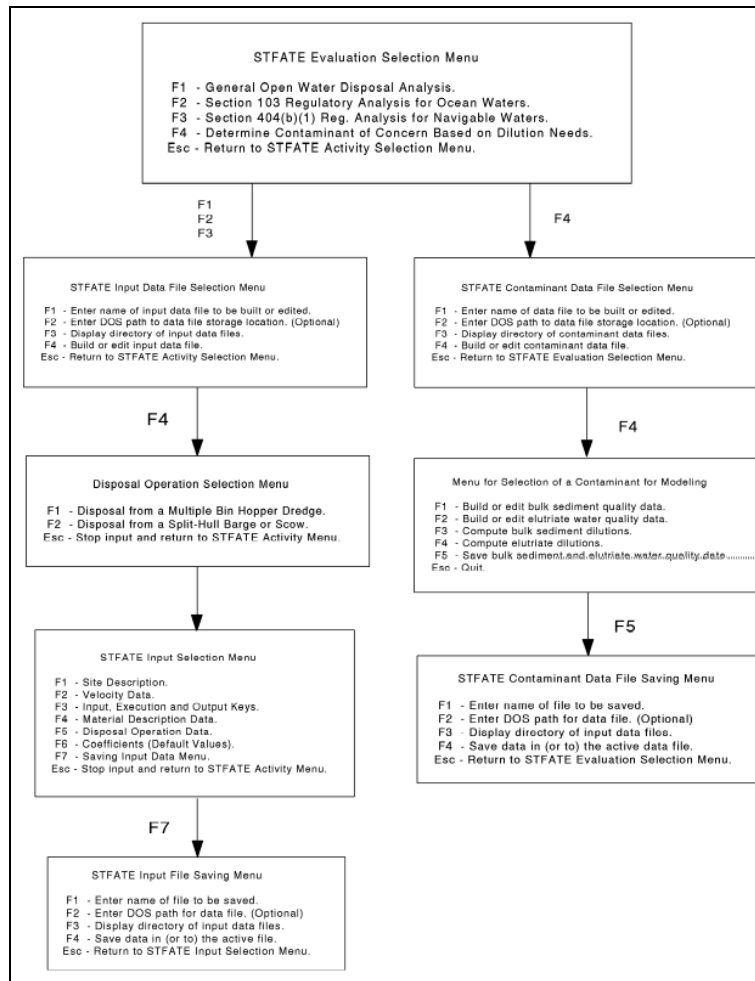 STFATE Evaluation Selection Menu
F1 - General Open Water Disposal Analysis.
F2 - Section 103 Regulatory Analysis for Ocean Waters.
F3 - Section 404(b)(1) Reg. Analysis for Navigable Waters.
F4 - Determine Contaminant of Concern Based on Dilution Needs.
Esc - Return to STFATE Activity Selection Menu.
F1
F2
F3
F4
STFATE Input Data File Selection Menu
F1 - Enter name of input data file to be built or edited.
F2 - Enter DOS path to data file storage location. (Optional)
F3 - Display directory of input data files.
F4 - Build or edit input data file.
Esc - Return to STFATE Activity Selection Menu.
STFATE Contaminant Data File Selection Menu
F1 - Enter name of data file to be built or edited.
F2 - Enter DOS path to data file storage location. (Optional)
F3 - Display directory of contaminant data files.
F4 - Build or edit contaminant data file.
Esc - Return to STFATE Evaluation Selection Menu.
F4
F4
Disposal Operation Selection Menu
F1 - Disposal from a Multiple Bin Hopper Dredge.
F2 - Disposal from a Split-Hull Barge or Scow.
Esc - Stop input and return to STFATE Activity Menu.
Menu for Selection of a Contaminant for Modeling
F1 - Build or edit bulk sediment quality data.
F2 - Build or edit elutriate water quality data.
F3 - Compute bulk sediment dilutions.
F4 - Compute elutriate dilutions.
F5 - Save bulk sediment and elutriate water quality data
Esc - Quit.
F5
STFATE Input Selection Menu
F1 - Site Description.
F2 - Velocity Data.
F3 - Input, Execution and Output Keys.
F4 - Material Description Data.
F5 - Disposal Operation Data.
F6 - Coefficients (Default Values).
F7 - Saving Input Data Menu.
Esc - Stop input and return to STFATE Activity Menu.
STFATE Contaminant Data File Saving Menu
F1 - Enter name of file to be saved.
F2 - Enter DOS path for data file. (Optional)
F3 - Display directory of input data files.
F4 - Save data in (or to) the active data file.
Esc - Return to STFATE Evaluation Selection Menu.
F7
STFATE Input File Saving Menu
F1 - Enter name of file to be saved.
F2 - Enter DOS path for data file. (Optional)
F3 - Display directory of input data files.
F4 - Save data in (or to) the active file.
Esc - Return to STFATE Input Selection Menu.